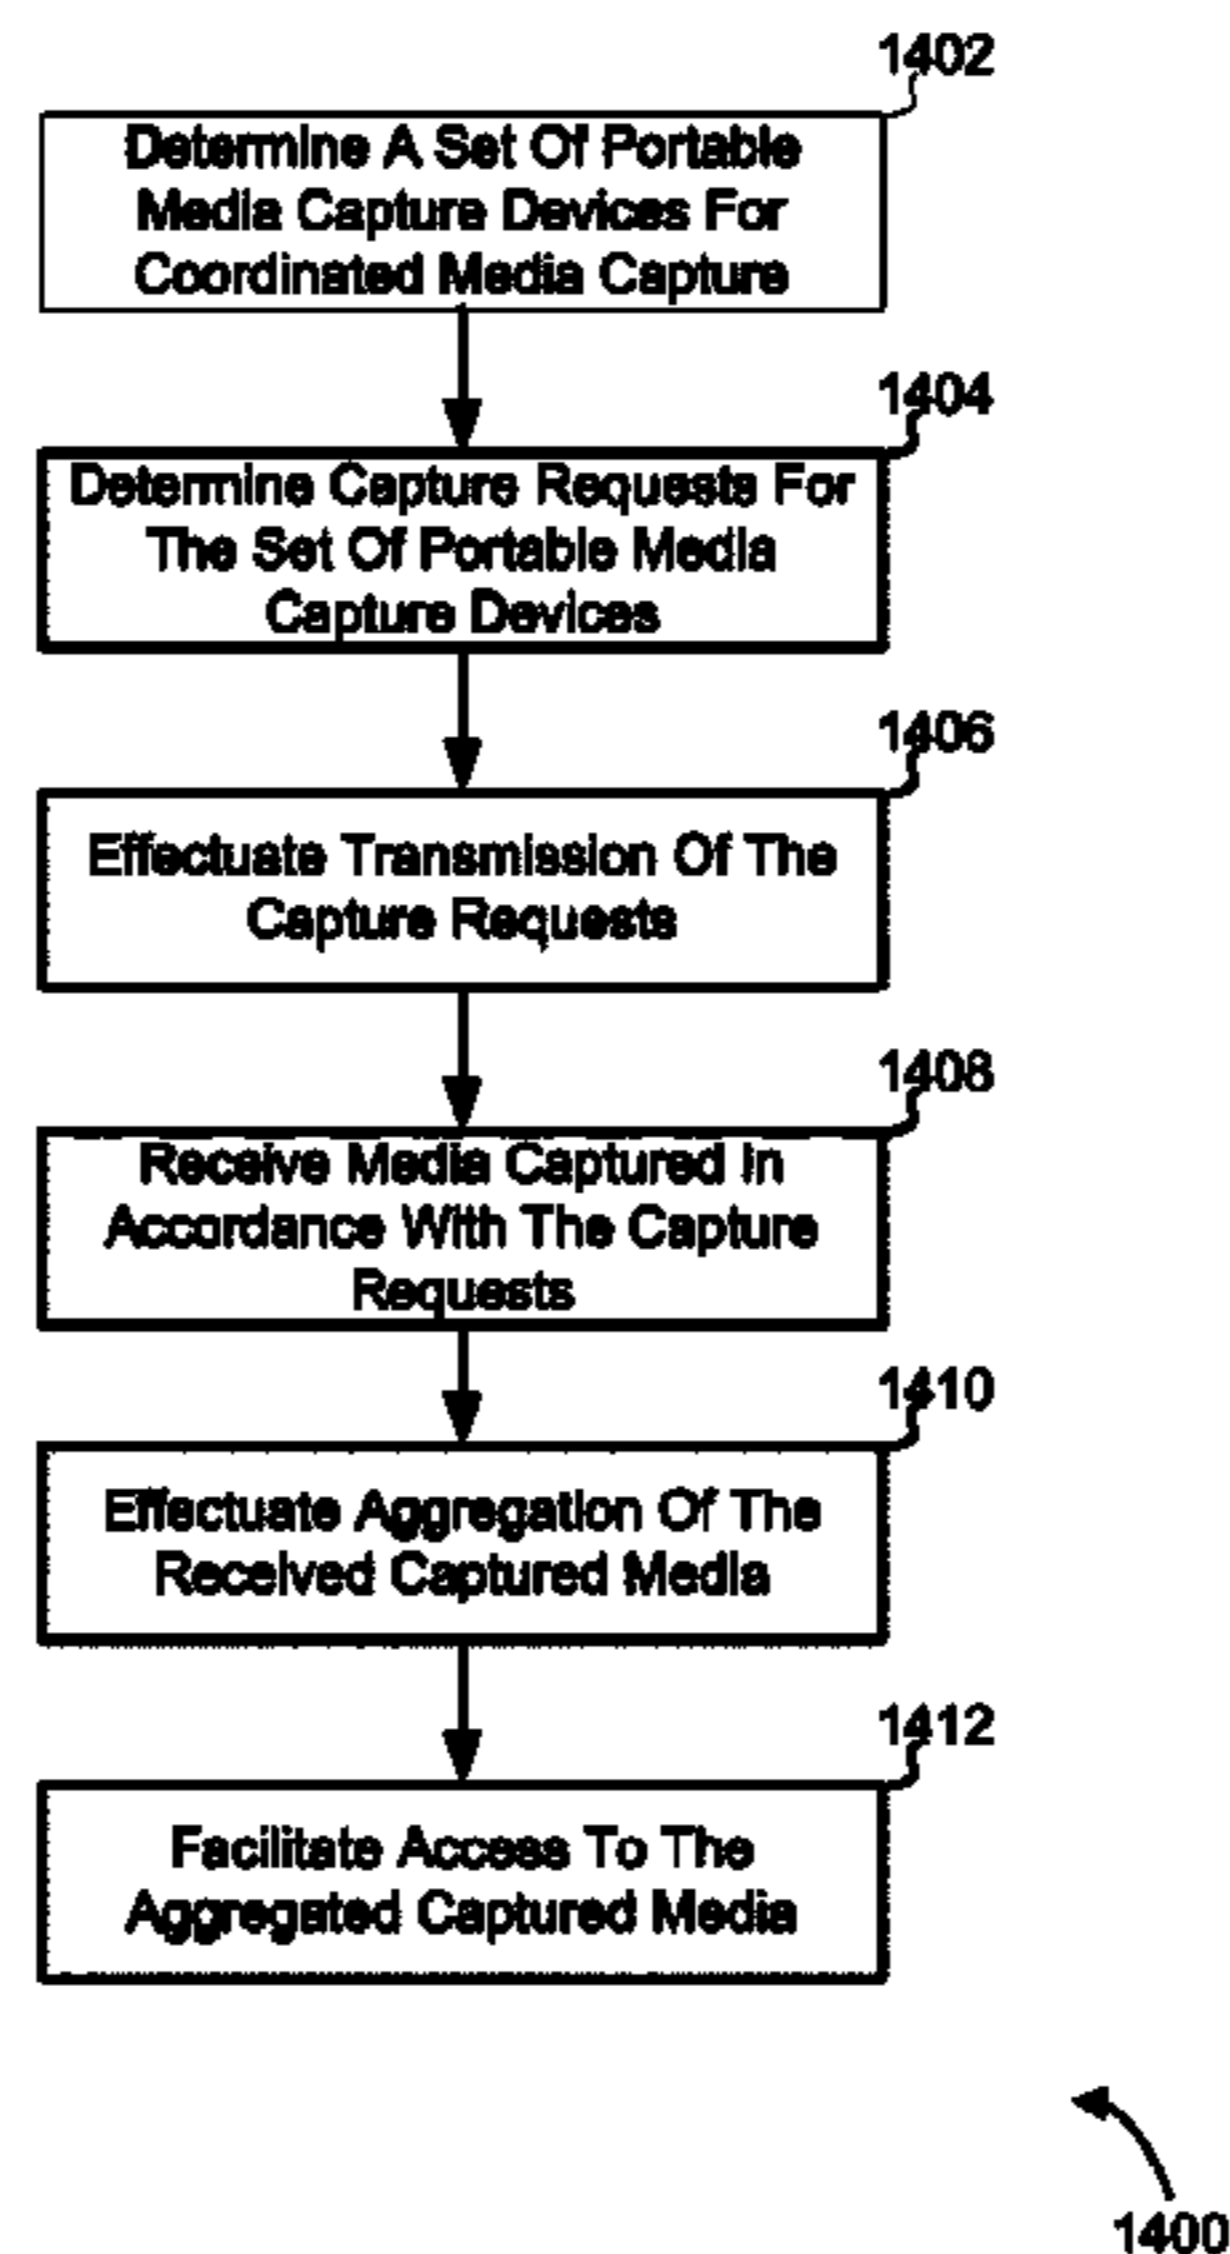 1402
Determine A Set Of Portable
Media Capture Devices For
Coordinated Media Capture
1404
Determine Capture Requests For
The Set Of Portable Media
Capture Devices
1406
Effectuate Transmission Of The
Capture Requests
1408
Receive Media Captured In
Accordance With The Capture
Requests
1410
Effectuate Aggregation Of The
Received Captured Media
1412
Facilitate Access To The
Aggregated Captured Media
1400